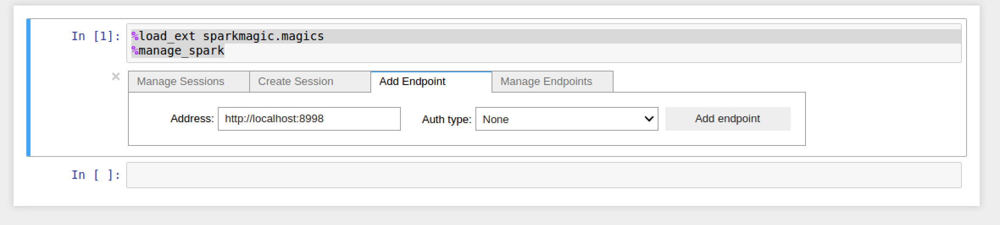 In [1]: %load_ext sparkmagic.magics
%manage_spark
Manage Sessions Create Session Add Endpoint Manage Endpoints
Address: http://localhost:8998 Auth type: None Add endpoint
In [ ]: